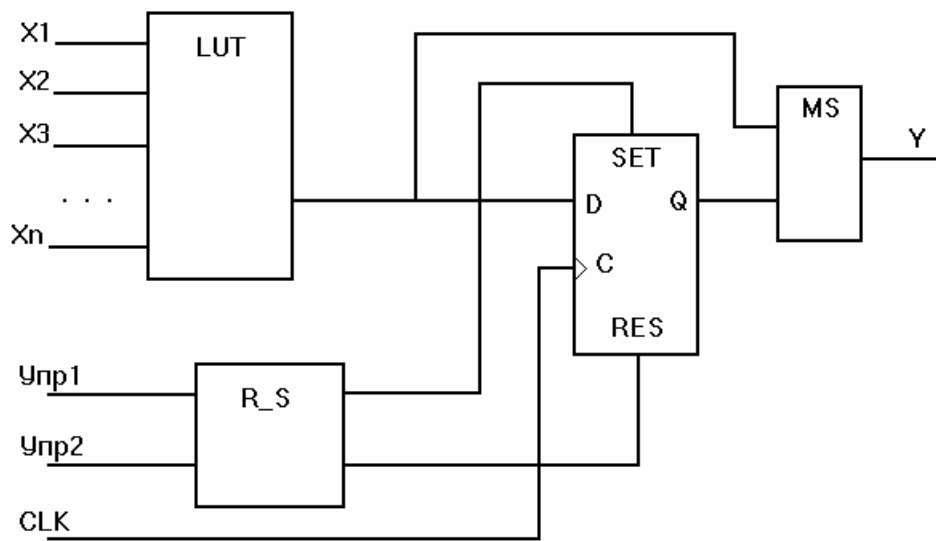 X1
LUT
X2
X3
. . .
Xn
MS
Y
SET
D
Q
C
RES
Упр1
R_S
Упр2
CLK